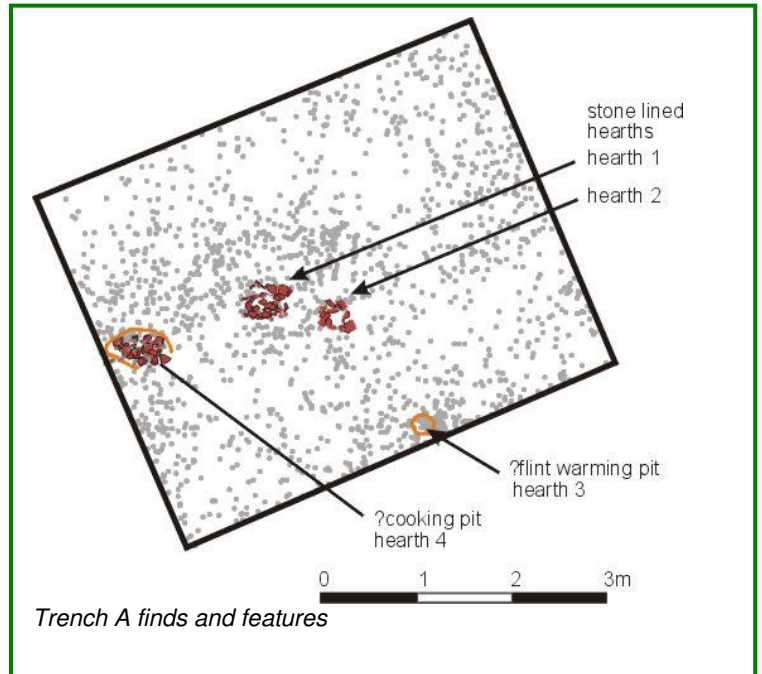 stone lined
hearths
hearth 1
hearth 2
?flint warming pit
hearth 3
?cooking pit
hearth 4
0 1 2 3m
Trench A finds and features